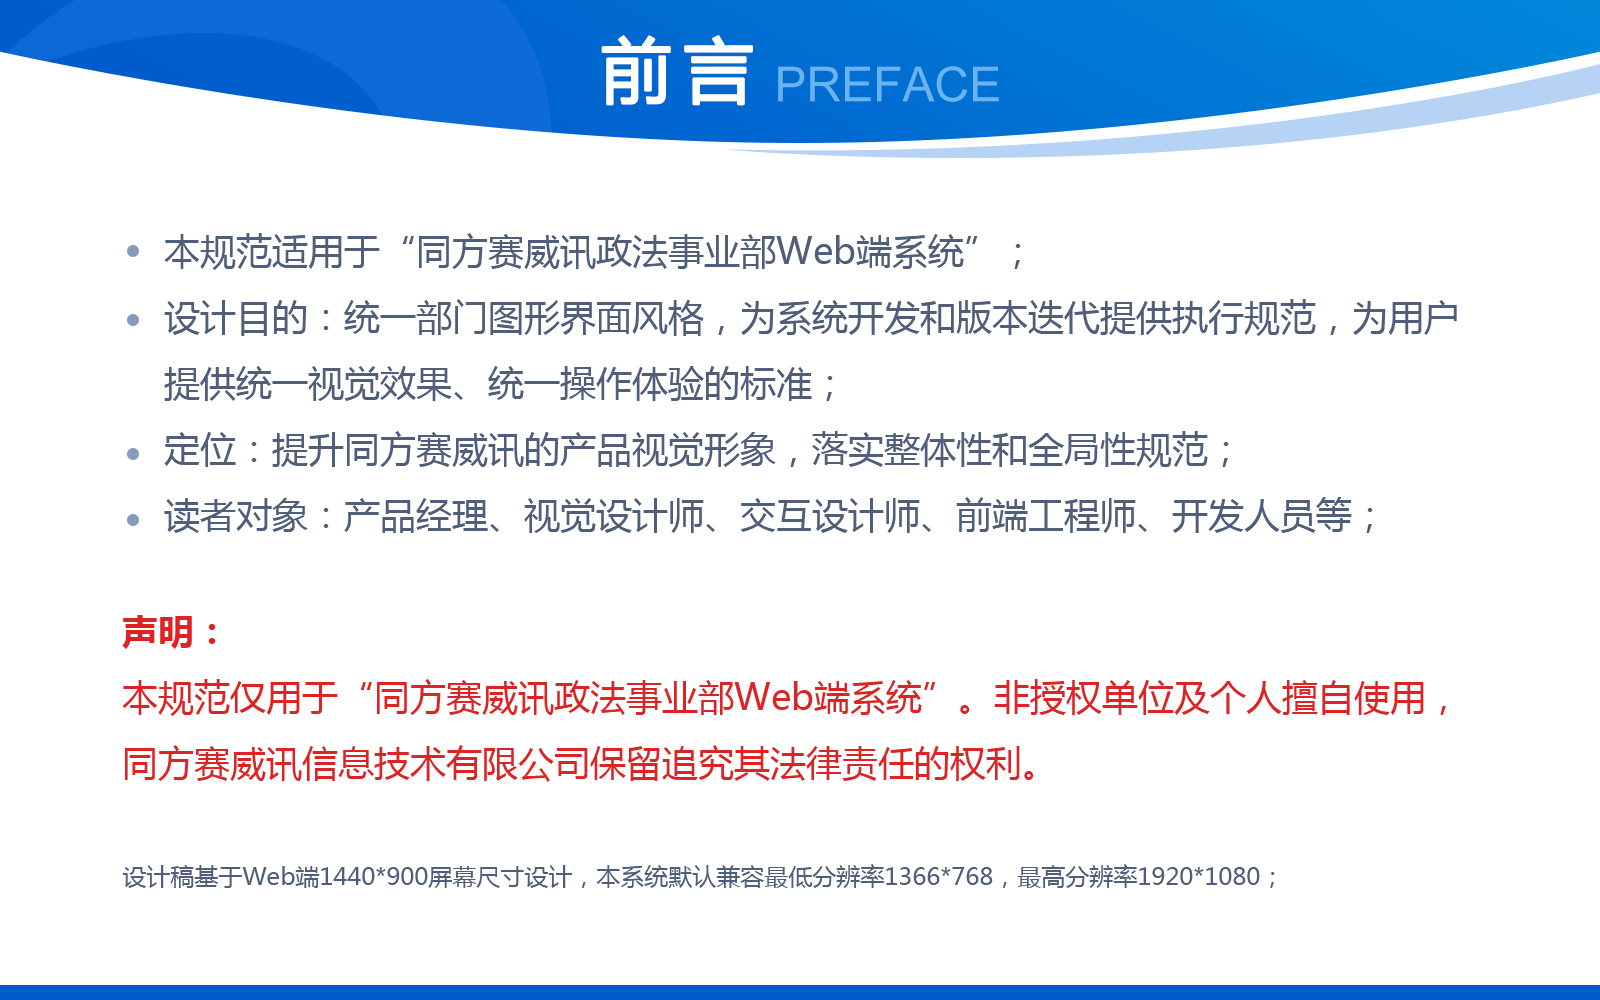 前言 PREFACE
本规范适用于“同方赛威讯政法事业部Web端系统”；
设计目的：统一部门图形界面风格，为系统开发和版本迭代提供执行规范，为用户
提供统一视觉效果、统一操作体验的标准；
定位：提升同方赛威讯的产品视觉形象，落实整体性和全局性规范；
读者对象：产品经理、视觉设计师、交互设计师、前端工程师、开发人员等；
声明：
本规范仅用于“同方赛威讯政法事业部Web端系统”。非授权单位及个人擅自使用，
同方赛威讯信息技术有限公司保留追究其法律责任的权利。
设计稿基于Web端1440*900屏幕尺寸设计，本系统默认兼容最低分辨率1366*768，最高分辨率1920*1080；